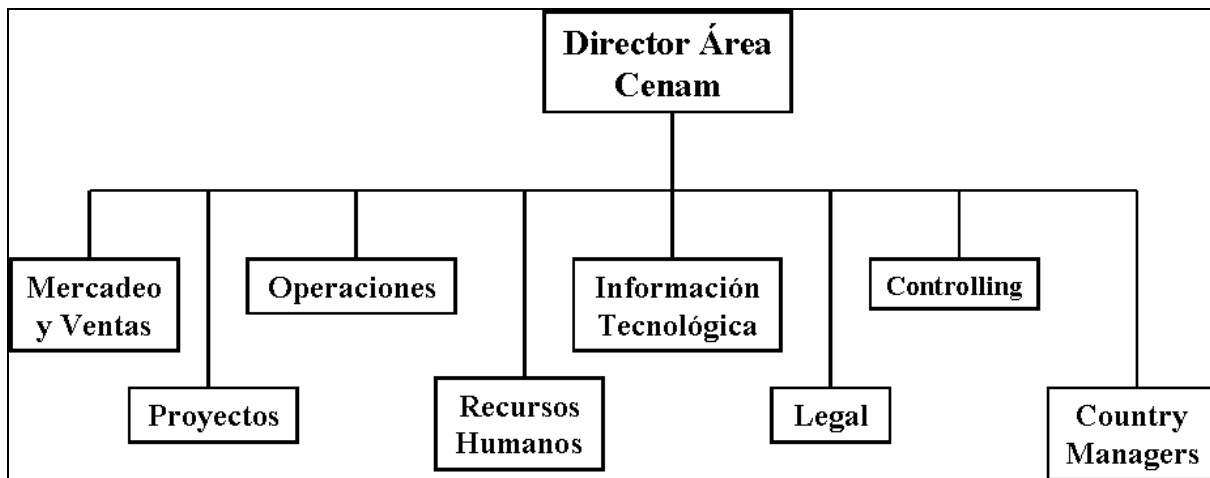 Director Área
Cenam
Mercadeo
y Ventas
Operaciones
Información
Tecnológica
Controlling
Proyectos
Recursos
Humanos
Legal
Country
Managers